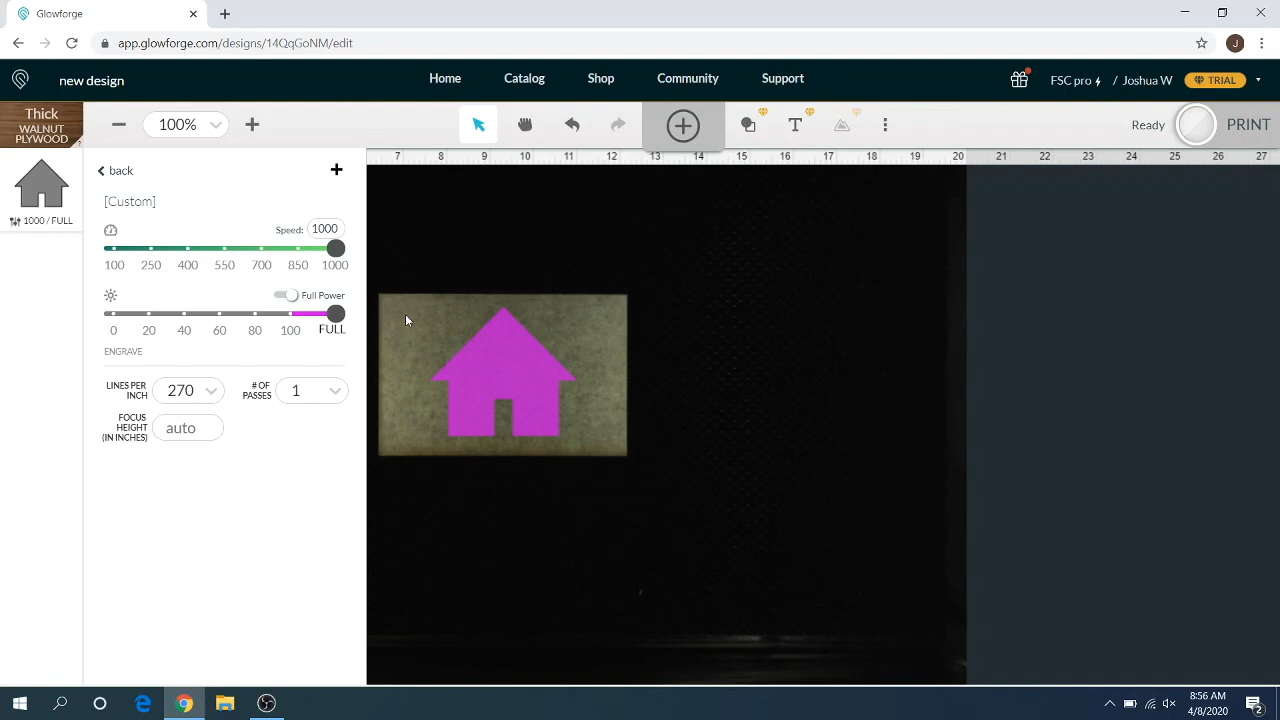 Glowforge
app.glowforge.com/designs/14QqGoNM/edit
J
new design
Home
Catalog
Shop
Community
Support
FSC pro
/ Joshua W
TRIAL
Thick
WALNUT
PLYWOOD
?
100%
Ready
PRINT
7 8 9 10 11 12 13 14 15 16 17 18 19 20 21 22 23 24 25 26 27
1000 / FULL
back
[Custom]
Speed: 1000
100 250 400 550 700 850 1000
Full Power
0 20 40 60 80 100 FULL
ENGRAVE
LINES PER
INCH
270
# OF
PASSES
1
FOCUS
HEIGHT
(IN INCHES)
auto
8:56 AM
4/8/2020
2